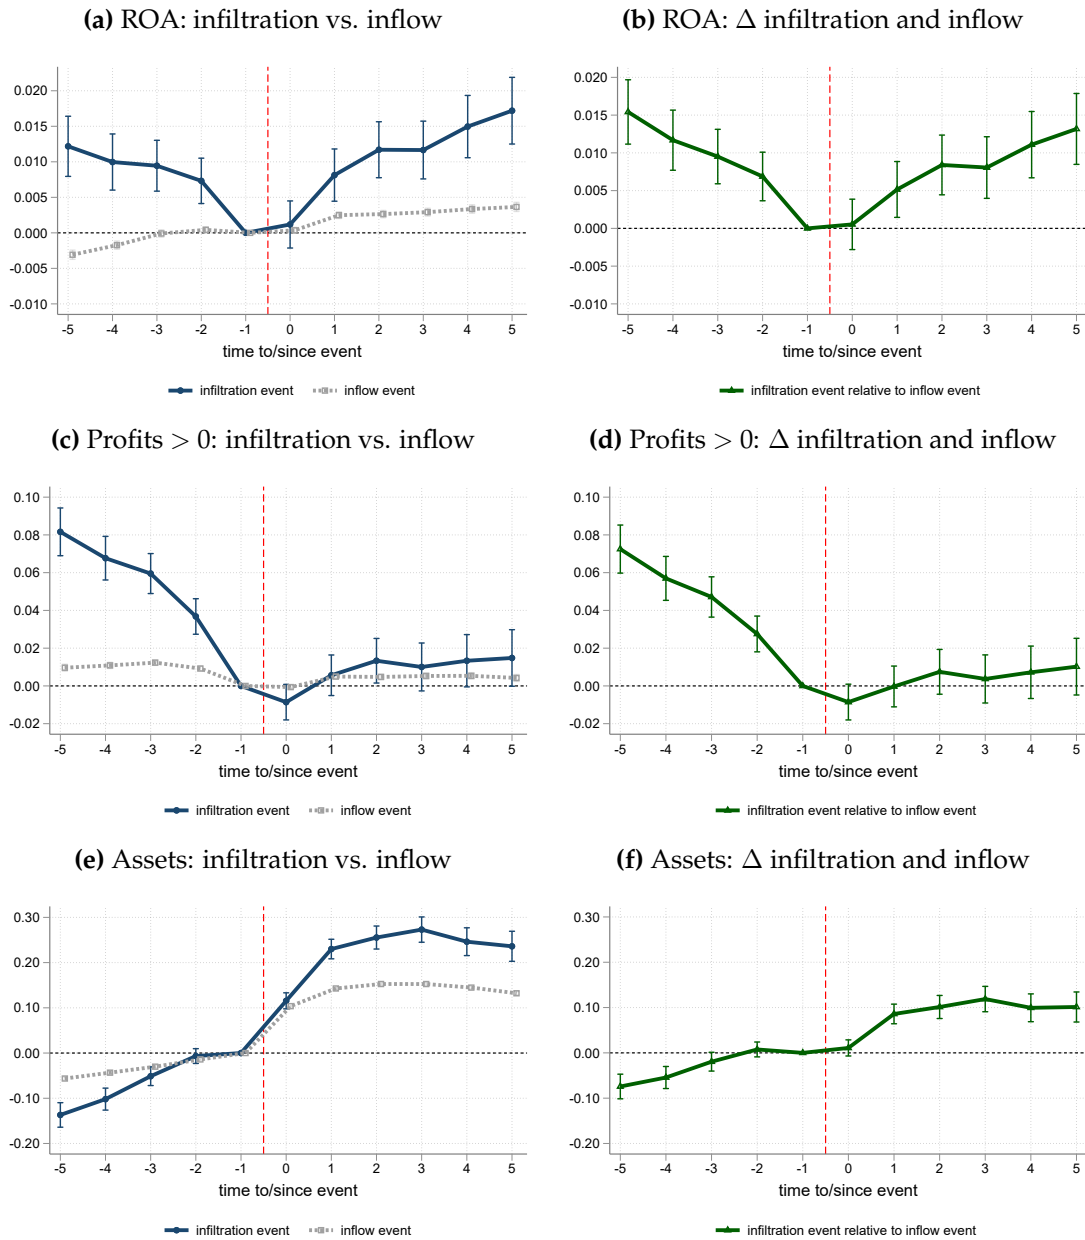 (a) ROA: infiltration vs. inflow
0.020
0.015
0.010
0.005
0.000
-0.005
-0.010
-5 -4 -3 -2 -1 0 1 2 3 4 5
time to/since event
infiltration event inflow event
(b) ROA: Δ infiltration and inflow
0.020
0.015
0.010
0.005
0.000
-0.005
-0.010
-5 -4 -3 -2 -1 0 1 2 3 4 5
time to/since event
infiltration event relative to inflow event
(c) Profits > 0: infiltration vs. inflow
0.10
0.08
0.06
0.04
0.02
0.00
-0.02
-5 -4 -3 -2 -1 0 1 2 3 4 5
time to/since event
infiltration event inflow event
(d) Profits > 0: Δ infiltration and inflow
0.10
0.08
0.06
0.04
0.02
0.00
-0.02
-5 -4 -3 -2 -1 0 1 2 3 4 5
time to/since event
infiltration event relative to inflow event
(e) Assets: infiltration vs. inflow
0.30
0.20
0.10
0.00
-0.10
-0.20
-5 -4 -3 -2 -1 0 1 2 3 4 5
time to/since event
infiltration event inflow event
(f) Assets: Δ infiltration and inflow
0.30
0.20
0.10
0.00
-0.10
-0.20
-5 -4 -3 -2 -1 0 1 2 3 4 5
time to/since event
infiltration event relative to inflow event